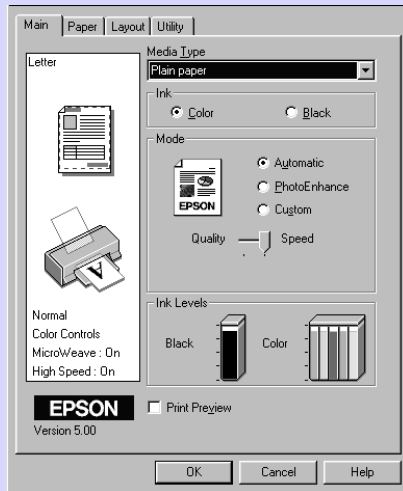 Main Paper Layout Utility
Letter
Media Type
Plain paper
Ink
Color Black
Mode
EPSON
Automatic
PhotoEnhance
Custom
Quality Speed
A
Normal
Color Controls
MicroWeave : On
High Speed : On
Ink Levels
Black Color
EPSON
Version 5.00
Print Preview
OK Cancel Help